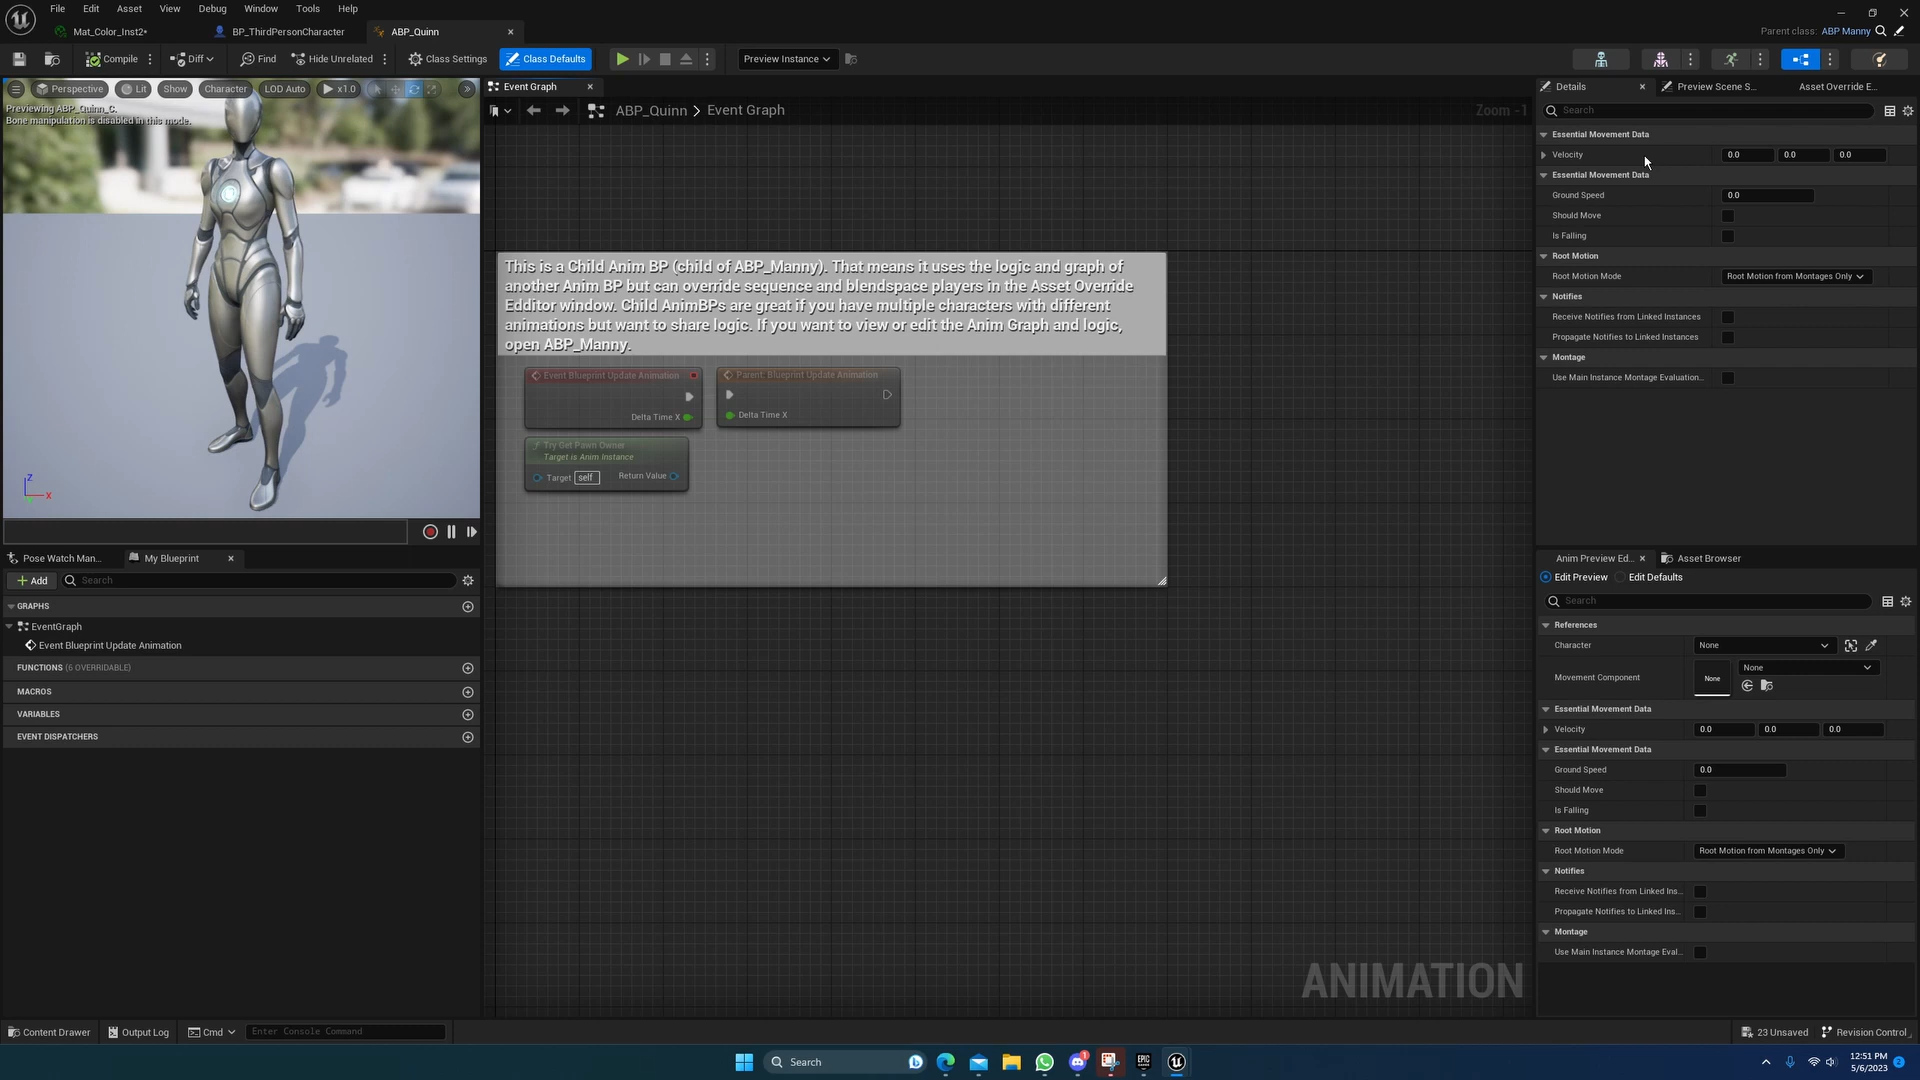 File Edit Asset View Debug Window Tools Help
Mat_Color_Inst2*
BP_ThirdPersonCharacter
ABP_Quinn
Parent class: ABP Manny
Compile
Diff
Find
Hide Unrelated
Class Settings
Class Defaults
Preview Instance
Perspective
Lit
Show
Character
LOD Auto
x1.0
Previewing ABP_Quinn_C.
Bone manipulation is disabled in this mode.
Z
X
Pose Watch Man...
My Blueprint
Add
Search
GRAPHS
EventGraph
Event Blueprint Update Animation
FUNCTIONS (6 OVERRIDABLE)
MACROS
VARIABLES
EVENT DISPATCHERS
Event Graph
ABP_Quinn > Event Graph
Zoom -1
This is a Child Anim BP (child of ABP_Manny). That means it uses the logic and graph of
another Anim BP but can override sequence and blendspace players in the Asset Override
Edditor window. Child AnimBPs are great if you have multiple characters with different
animations but want to share logic. If you want to view or edit the Anim Graph and logic,
open ABP_Manny.
Event Blueprint Update Animation
Delta Time X
Parent: Blueprint Update Animation
Delta Time X
Try Get Pawn Owner
Target is Anim Instance
Target self Return Value
ANIMATION
Details
Preview Scene S...
Asset Override E...
Search
Essential Movement Data
Velocity 0.0 0.0 0.0
Essential Movement Data
Ground Speed 0.0
Should Move
Is Falling
Root Motion
Root Motion Mode Root Motion from Montages Only
Notifies
Receive Notifies from Linked Instances
Propagate Notifies to Linked Instances
Montage
Use Main Instance Montage Evaluation...
Anim Preview Ed...
Asset Browser
Edit Preview Edit Defaults
Search
References
Character None
Movement Component None None
Essential Movement Data
Velocity 0.0 0.0 0.0
Essential Movement Data
Ground Speed 0.0
Should Move
Is Falling
Root Motion
Root Motion Mode Root Motion from Montages Only
Notifies
Receive Notifies from Linked Ins...
Propagate Notifies to Linked Ins...
Montage
Use Main Instance Montage Eval...
Content Drawer
Output Log
Cmd
Enter Console Command
23 Unsaved
Revision Control
Search
1
EPIC
12:51 PM
5/6/2023
2